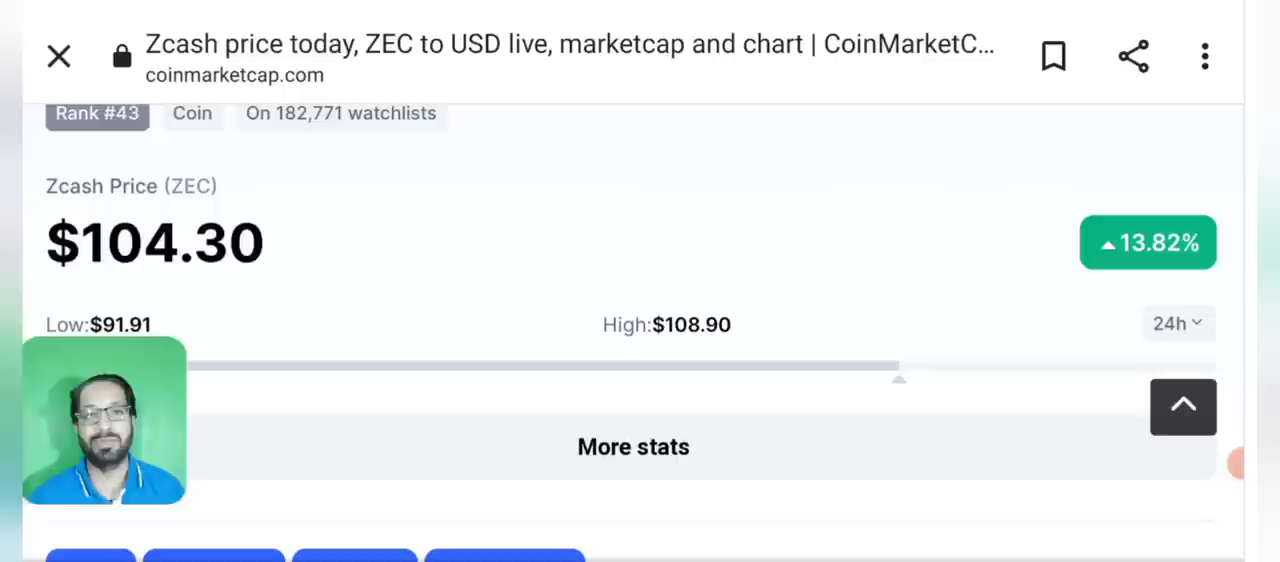 Zcash price today, ZEC to USD live, marketcap and chart | CoinMarketC...
coinmarketcap.com
Rank #43 Coin On 182,771 watchlists
Zcash Price (ZEC)
$104.30
13.82%
Low:$91.91 High:$108.90 24h
More stats